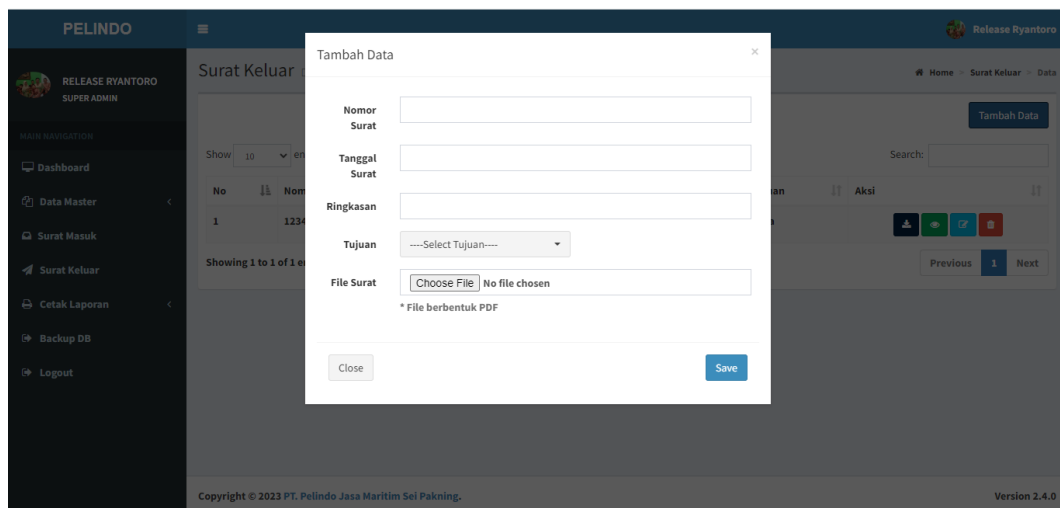 PELINDO
Release Ryantoro
Tambah Data
×
Surat Keluar
Home > Surat Keluar > Data
RELEASE RYANTORO
SUPER ADMIN
Tambah Data
MAIN NAVIGATION
Dashboard
Data Master
Surat Masuk
Surat Keluar
Cetak Laporan
Backup DB
Logout
Show 10 en
Search:
No Nom an Aksi
1 1234 a
Showing 1 to 1 of 1 e
Previous 1 Next
Nomor
Surat
Tanggal
Surat
Ringkasan
Tujuan ----Select Tujuan----
File Surat Choose File No file chosen
* File berbentuk PDF
Close Save
Copyright © 2023 PT. Pelindo Jasa Maritim Sei Pakning.
Version 2.4.0